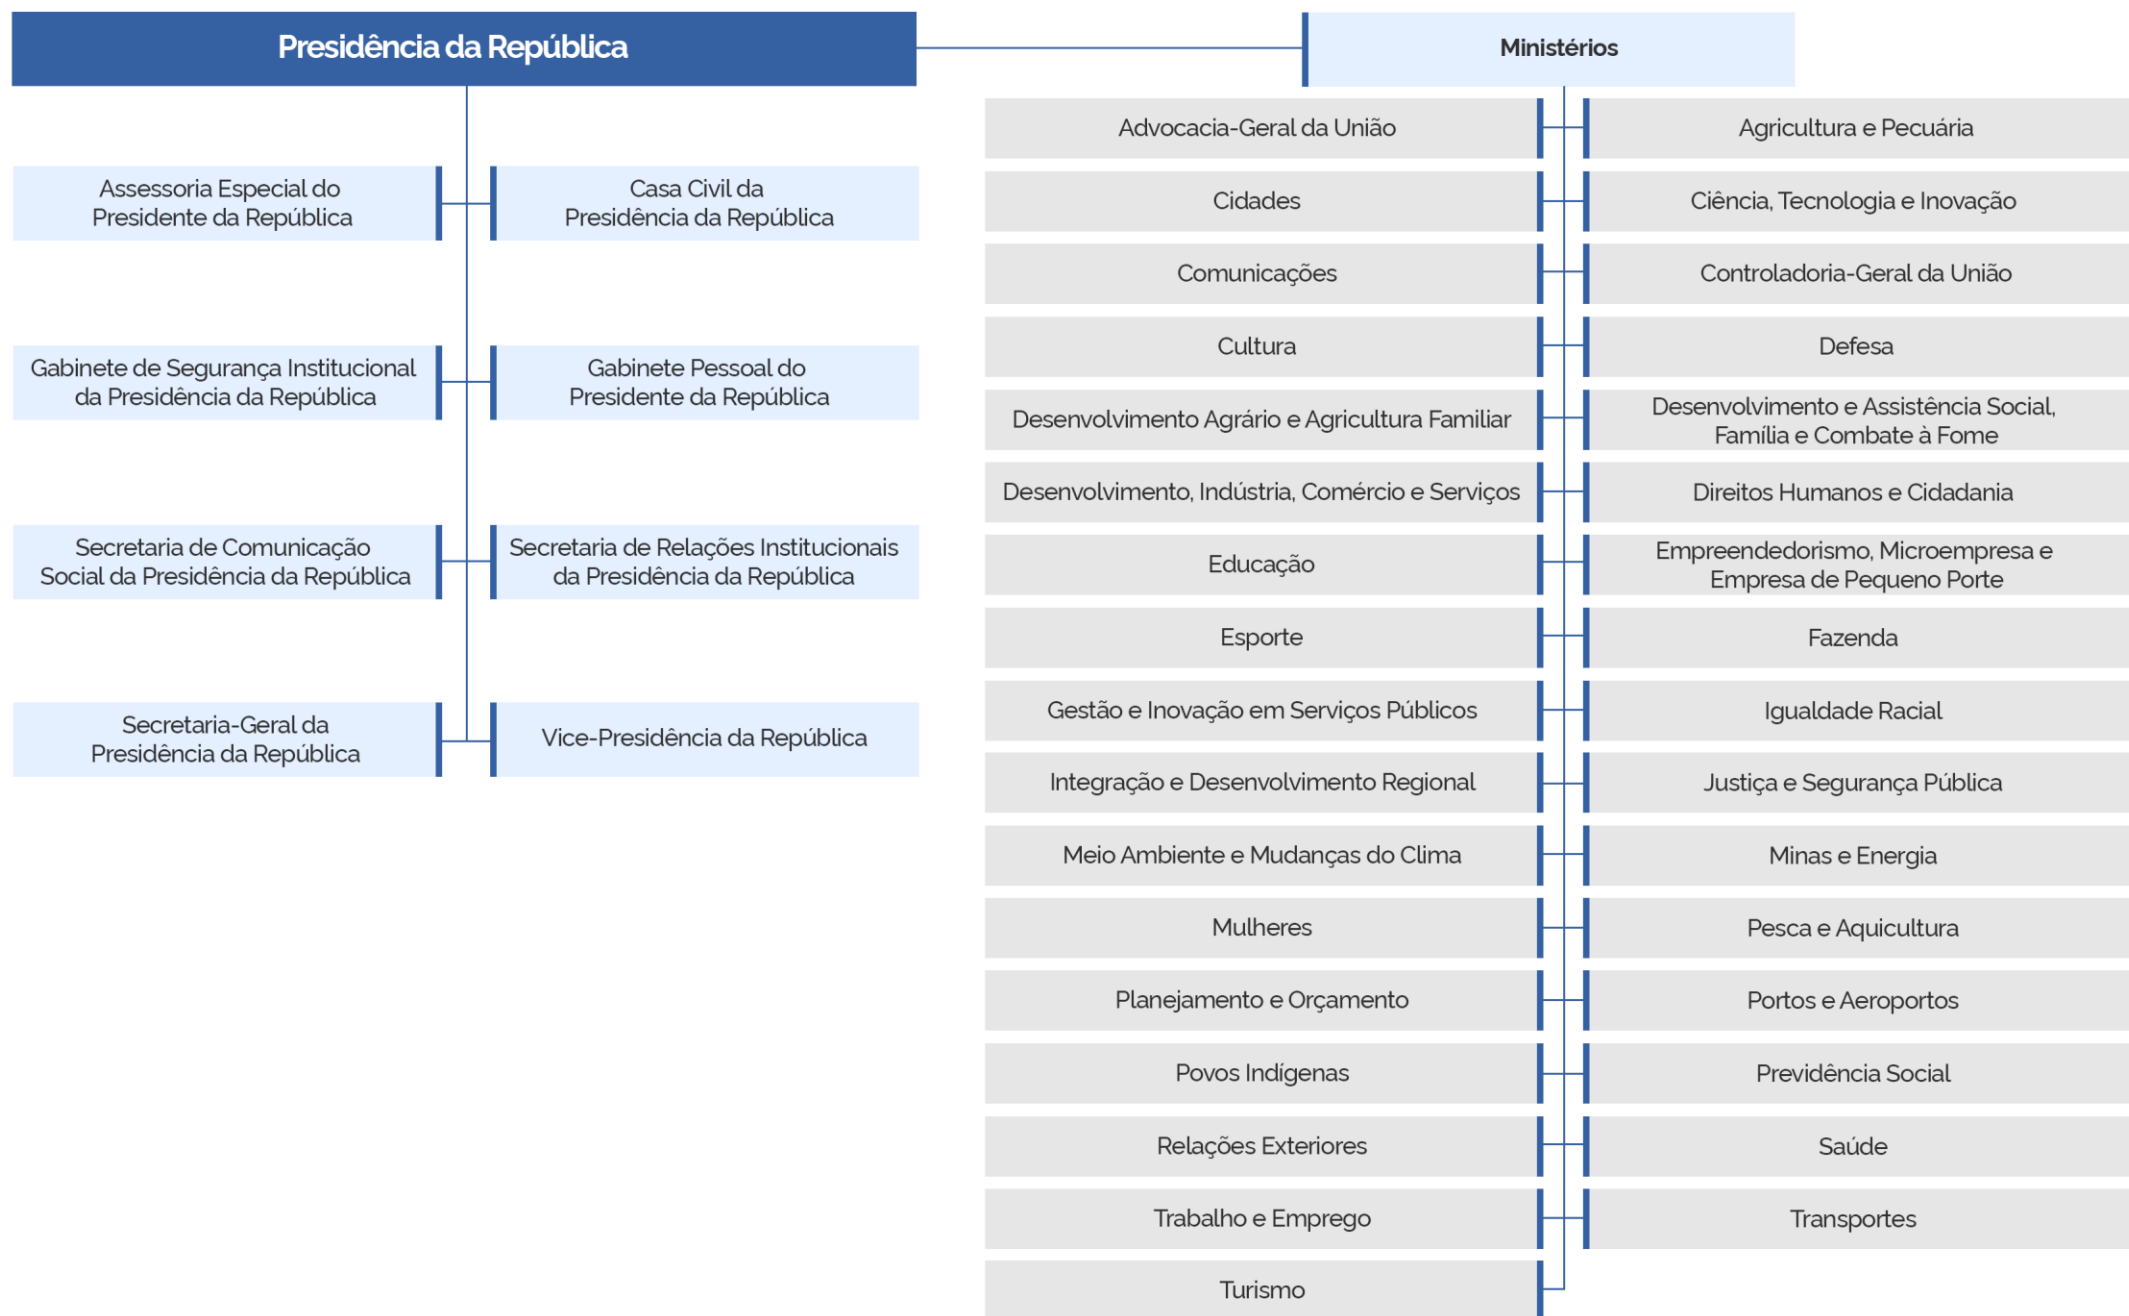 Presidência da República
Assessoria Especial do
Presidente da República
Casa Civil da
Presidência da República
Gabinete de Segurança Institucional
da Presidência da República
Gabinete Pessoal do
Presidente da República
Secretaria de Comunicação
Social da Presidência da República
Secretaria de Relações Institucionais
da Presidência da República
Secretaria-Geral da
Presidência da República
Vice-Presidência da República
Ministérios
Advocacia-Geral da União
Agricultura e Pecuária
Cidades
Ciência, Tecnologia e Inovação
Comunicações
Controladoria-Geral da União
Cultura
Defesa
Desenvolvimento Agrário e Agricultura Familiar
Desenvolvimento e Assistência Social,
Família e Combate à Fome
Desenvolvimento, Indústria, Comércio e Serviços
Direitos Humanos e Cidadania
Educação
Empreendedorismo, Microempresa e
Empresa de Pequeno Porte
Esporte
Fazenda
Gestão e Inovação em Serviços Públicos
Igualdade Racial
Integração e Desenvolvimento Regional
Justiça e Segurança Pública
Meio Ambiente e Mudanças do Clima
Minas e Energia
Mulheres
Pesca e Aquicultura
Planejamento e Orçamento
Portos e Aeroportos
Povos Indígenas
Previdência Social
Relações Exteriores
Saúde
Trabalho e Emprego
Transportes
Turismo